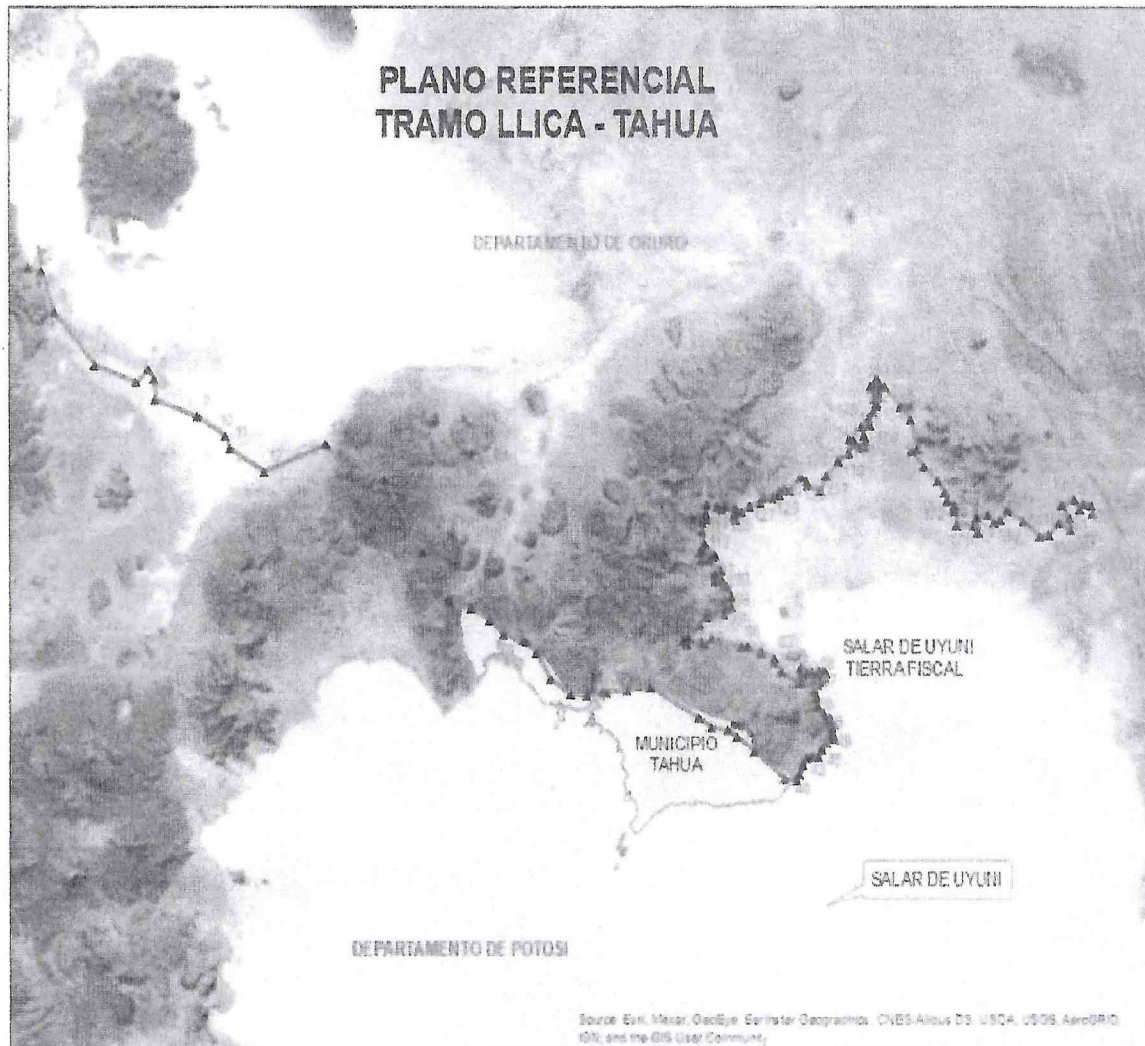 PLANO REFERENCIAL
TRAMO LLICA - TAHUA
DEPARTAMENTO DE ORURO
SALAR DE UYUNI
TIERRA FISCAL
MUNICIPIO
TAHUA
SALAR DE UYUNI
DEPARTAMENTO DE POTOSI
Source: Esri, Maxar, GeoEye, Earthstar Geographics, CNES/Airbus DS, USDA, USGS, AeroGRID,
IGN, and the GIS User Community